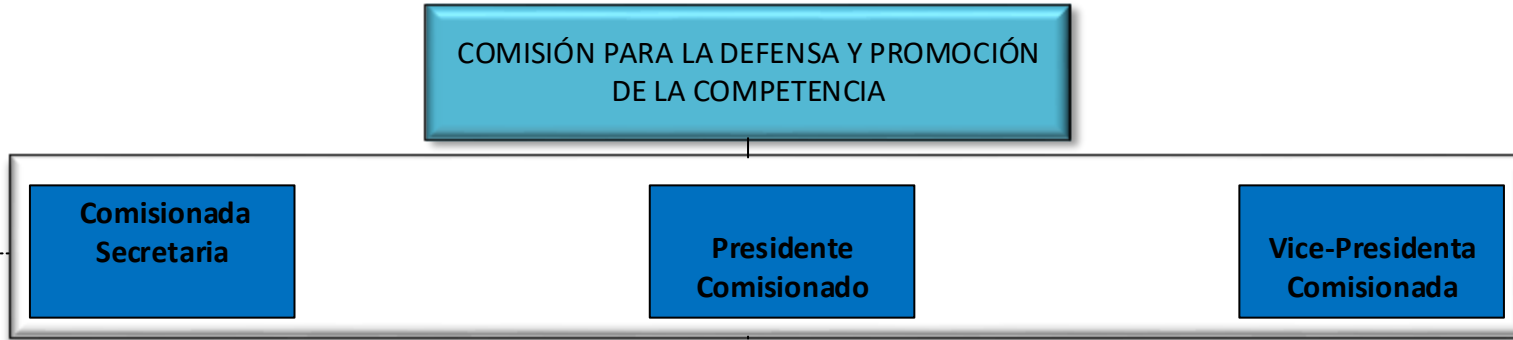 COMISIÓN PARA LA DEFENSA Y PROMOCIÓN
DE LA COMPETENCIA
Comisionada
Secretaria
Presidente
Comisionado
Vice-Presidenta
Comisionada